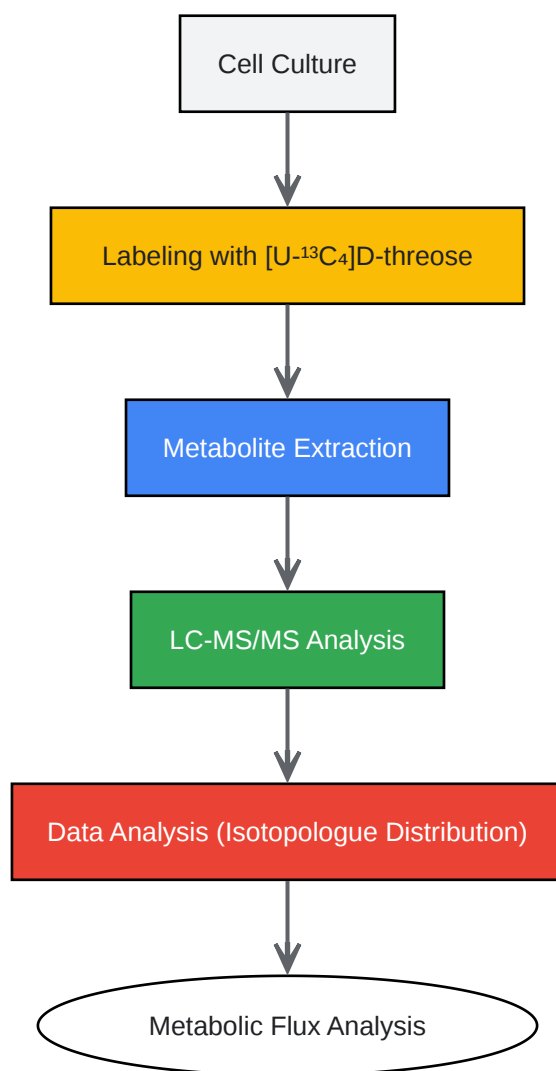 Cell Culture
Labeling with [U-¹³C₄]D-threose
Metabolite Extraction
LC-MS/MS Analysis
Data Analysis (Isotopologue Distribution)
Metabolic Flux Analysis